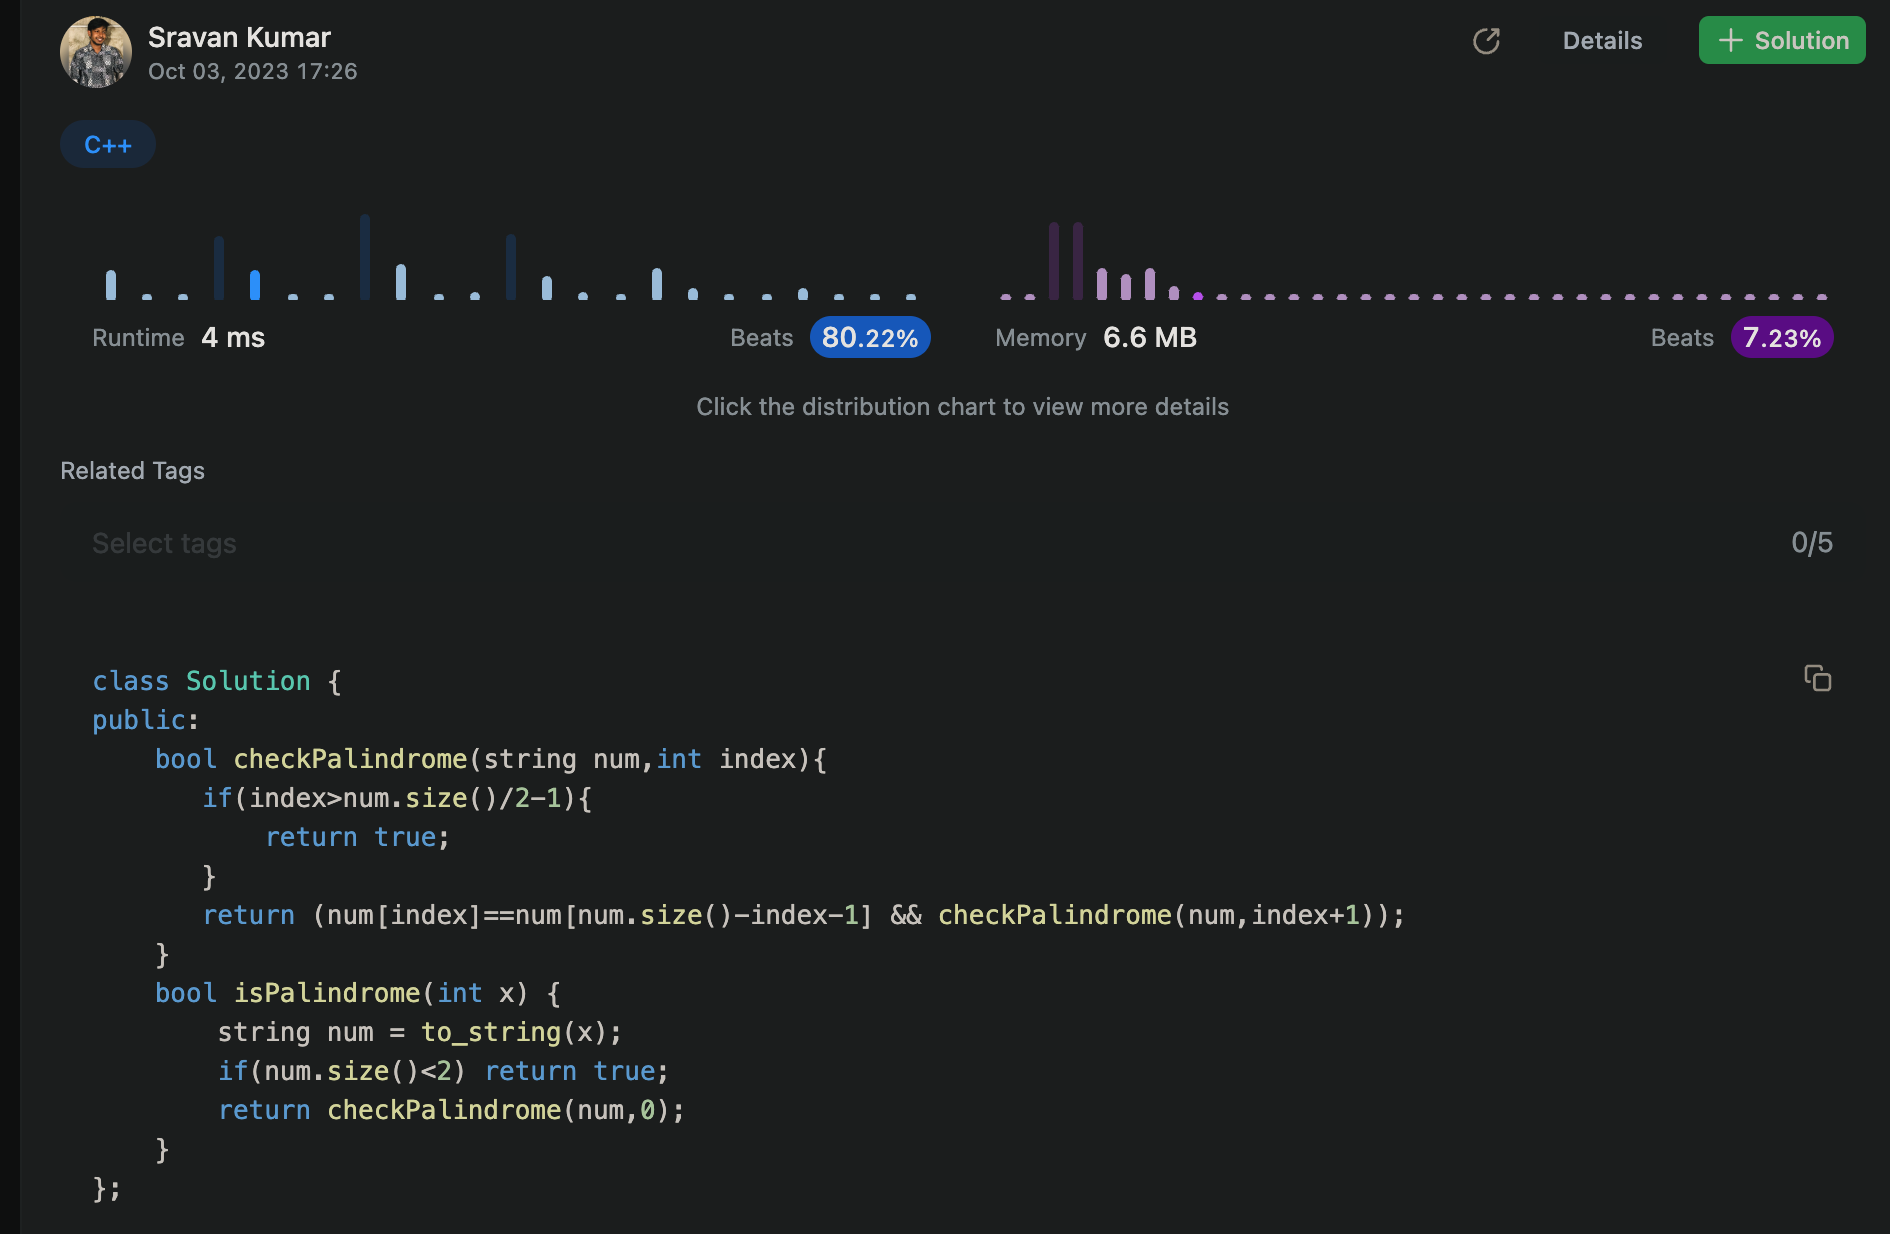 Sravan Kumar
Oct 03, 2023 17:26
Details
+ Solution
C++
Runtime 4 ms
Beats 80.22%
Memory 6.6 MB
Beats 7.23%
Click the distribution chart to view more details
Related Tags
Select tags
0/5
class Solution {
public:
    bool checkPalindrome(string num,int index){
       if(index>num.size()/2-1){
           return true;
       }
       return (num[index]==num[num.size()-index-1] && checkPalindrome(num,index+1));
    }
    bool isPalindrome(int x) {
        string num = to_string(x);
        if(num.size()<2) return true;
        return checkPalindrome(num,0);
    }
};